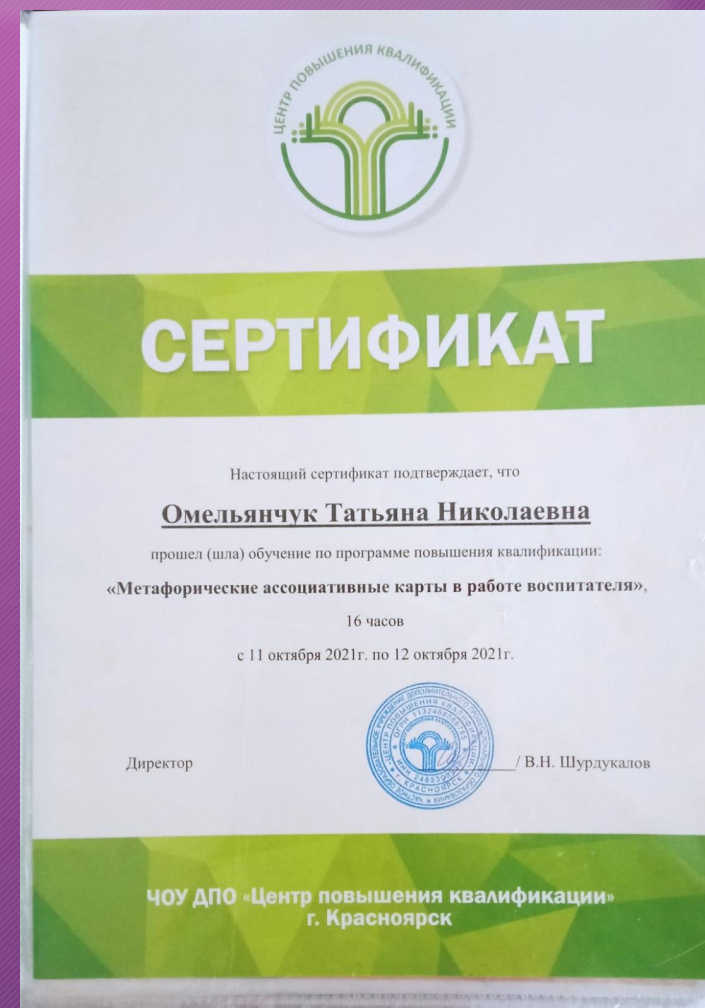 ЦЕНТР ПОВЫШЕНИЯ КВАЛИФИКАЦИИ
СЕРТИФИКАТ
Настоящий сертификат подтверждает, что
Омельянчук Татьяна Николаевна
прошел (шла) обучение по программе повышения квалификации:
«Метафорические ассоциативные карты в работе воспитателя»,
16 часов
с 11 октября 2021г. по 12 октября 2021г.
Директор
/ В.Н. Шурдукалов
ЧОУ ДПО «Центр повышения квалификации»
г. Красноярск